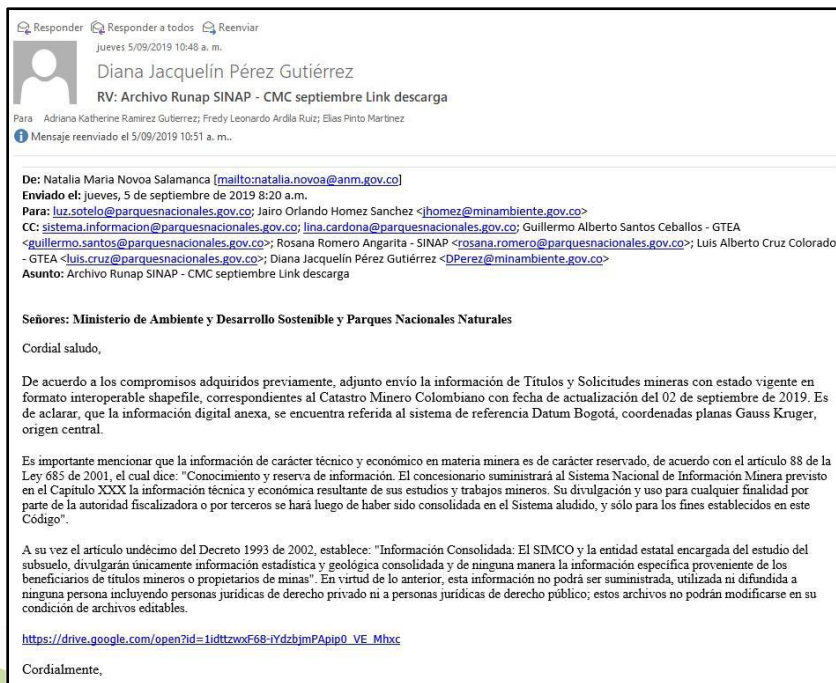 Responder Responder a todos Reenviar
jueves 5/09/2019 10:48 a. m.
Diana Jacquelín Pérez Gutiérrez
RV: Archivo Runap SINAP - CMC septiembre Link descarga
Para Adriana Katherine Ramirez Gutierrez; Fredy Leonardo Ardila Ruiz; Elias Pinto Martinez
Mensaje reenviado el 5/09/2019 10:51 a. m..
De: Natalia Maria Novoa Salamanca [mailto:natalia.novoa@anm.gov.co]
Enviado el: jueves, 5 de septiembre de 2019 8:20 a.m.
Para: luz.sotelo@parquesnacionales.gov.co; Jairo Orlando Homez Sanchez <jhomez@minambiente.gov.co>
CC: sistema.informacion@parquesnacionales.gov.co; lina.cardona@parquesnacionales.gov.co; Guillermo Alberto Santos Ceballos - GTEA
<guillermo.santos@parquesnacionales.gov.co>; Rosana Romero Angarita - SINAP <rosana.romero@parquesnacionales.gov.co>; Luis Alberto Cruz Colorado
- GTEA <luis.cruz@parquesnacionales.gov.co>; Diana Jacquelín Pérez Gutiérrez <DPerez@minambiente.gov.co>
Asunto: Archivo Runap SINAP - CMC septiembre Link descarga
Señores: Ministerio de Ambiente y Desarrollo Sostenible y Parques Nacionales Naturales
Cordial saludo,
De acuerdo a los compromisos adquiridos previamente, adjunto envío la información de Títulos y Solicitudes mineras con estado vigente en
formato interoperable shapefile, correspondientes al Catastro Minero Colombiano con fecha de actualización del 02 de septiembre de 2019. Es
de aclarar, que la información digital anexa, se encuentra referida al sistema de referencia Datum Bogotá, coordenadas planas Gauss Kruger,
origen central.
Es importante mencionar que la información de carácter técnico y económico en materia minera es de carácter reservado, de acuerdo con el artículo 88 de la
Ley 685 de 2001, el cual dice: "Conocimiento y reserva de información. El concesionario suministrará al Sistema Nacional de Información Minera previsto
en el Capítulo XXX la información técnica y económica resultante de sus estudios y trabajos mineros. Su divulgación y uso para cualquier finalidad por
parte de la autoridad fiscalizadora o por terceros se hará luego de haber sido consolidada en el Sistema aludido, y sólo para los fines establecidos en este
Código".
A su vez el artículo undécimo del Decreto 1993 de 2002, establece: "Información Consolidada: El SIMCO y la entidad estatal encargada del estudio del
subsuelo, divulgarán únicamente información estadística y geológica consolidada y de ninguna manera la información específica proveniente de los
beneficiarios de títulos mineros o propietarios de minas". En virtud de lo anterior, esta información no podrá ser suministrada, utilizada ni difundida a
ninguna persona incluyendo personas jurídicas de derecho privado ni a personas jurídicas de derecho público; estos archivos no podrán modificarse en su
condición de archivos editables.
https://drive.google.com/open?id=1idttzwxF68-iYdzbjmPApip0_VE_Mhxc
Cordialmente,